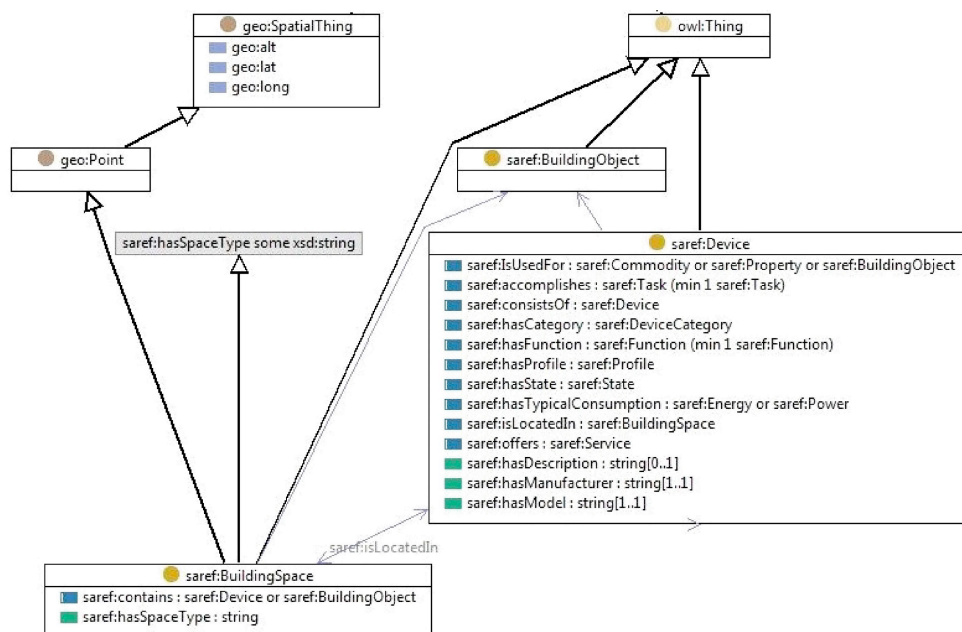 geo:SpatialThing
geo:alt
geo:lat
geo:long
owl:Thing
geo:Point
saref:BuildingObject
saref:hasSpaceType some xsd:string
saref:Device
saref:IsUsedFor : saref:Commodity or saref:Property or saref:BuildingObject
saref:accomplishes : saref:Task (min 1 saref:Task)
saref:consistsOf : saref:Device
saref:hasCategory : saref:DeviceCategory
saref:hasFunction : saref:Function (min 1 saref:Function)
saref:hasProfile : saref:Profile
saref:hasState : saref:State
saref:hasTypicalConsumption : saref:Energy or saref:Power
saref:isLocatedIn : saref:BuildingSpace
saref:offers : saref:Service
saref:hasDescription : string[0..1]
saref:hasManufacturer : string[1..1]
saref:hasModel : string[1..1]
saref:isLocatedIn
saref:BuildingSpace
saref:contains : saref:Device or saref:BuildingObject
saref:hasSpaceType : string